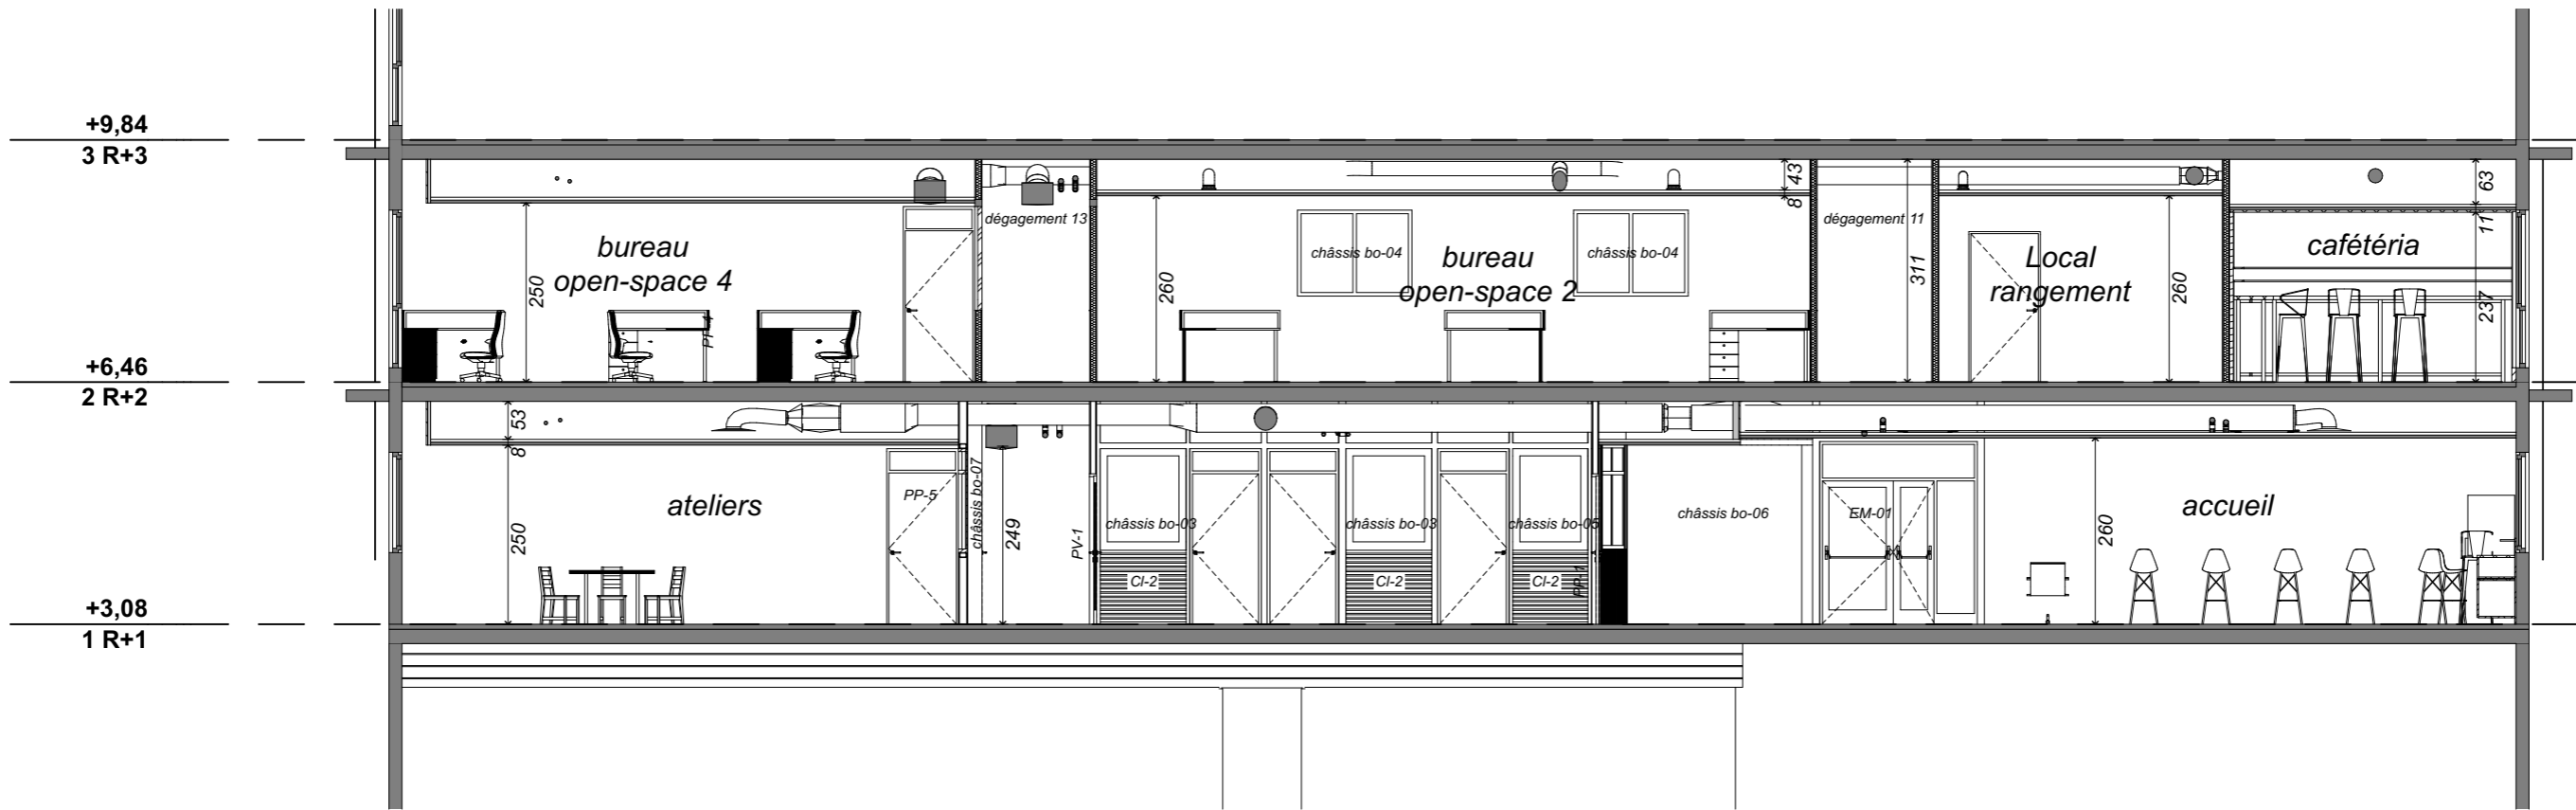 +9,84
3 R+3
43
63
8
dégagement 13
dégagement 11
11
bureau
open-space 4
châssis bo-04
bureau
open-space 2
châssis bo-04
Local
rangement
cafétéria
250
260
311
260
237
+6,46
2 R+2
53
8
ateliers
PP-5
châssis bo-07
249
PV-1
châssis bo-03
châssis bo-03
châssis bo-05
châssis bo-06
EM-01
accueil
250
260
CI-2
CI-2
CI-2
PP-1
+3,08
1 R+1